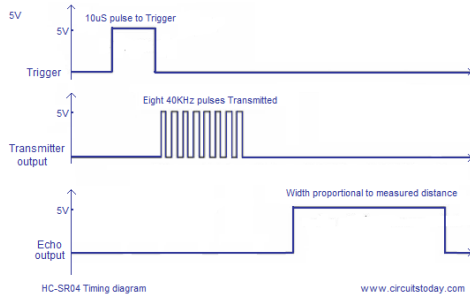 5V
10uS pulse to Trigger
5V
Trigger
Eight 40KHz pulses Transmitted
5V
Transmitter
output
Width proportional to measured distance
5V
Echo
output
HC-SR04 Timing diagram
www.circuitstoday.com